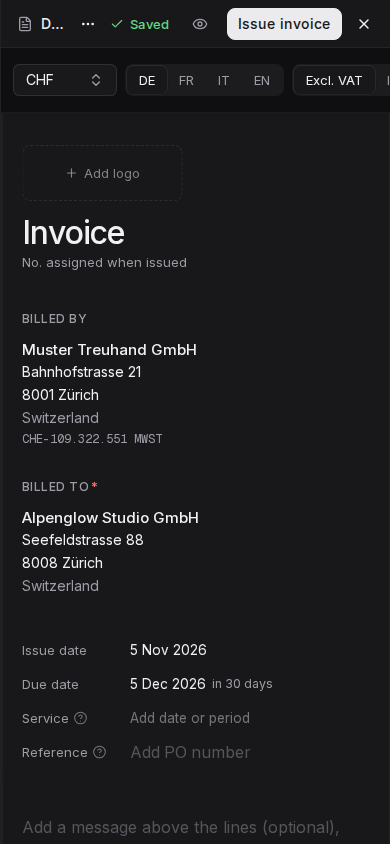 D... ... Saved Issue invoice
CHF DE FR IT EN Excl. VAT
Add logo
Invoice
No. assigned when issued
BILLED BY
Muster Treuhand GmbH
Bahnhofstrasse 21
8001 Zürich
Switzerland
CHE-109.322.551 MWST
BILLED TO*
Alpenglow Studio GmbH
Seefeldstrasse 88
8008 Zürich
Switzerland
Issue date 5 Nov 2026
Due date 5 Dec 2026 in 30 days
Service Add date or period
Reference Add PO number
Add a message above the lines (optional),